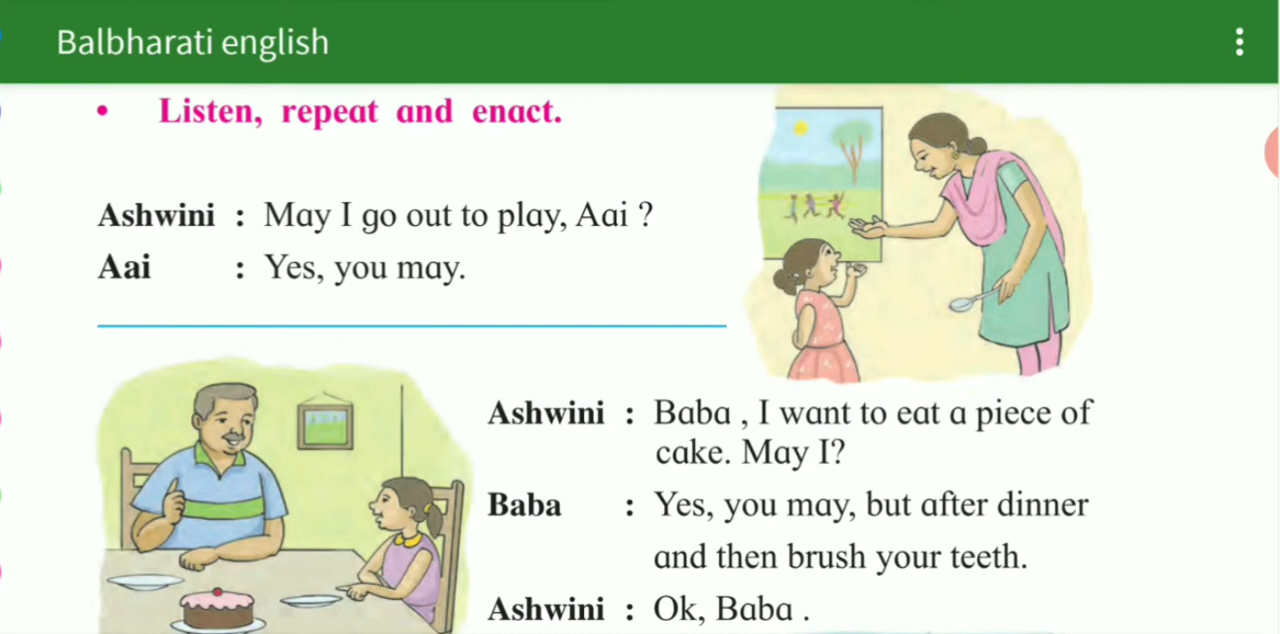 Balbharati english
• Listen, repeat and enact.
Ashwini : May I go out to play, Aai ?
Aai : Yes, you may.
Ashwini : Baba , I want to eat a piece of
cake. May I?
Baba : Yes, you may, but after dinner
and then brush your teeth.
Ashwini : Ok, Baba .